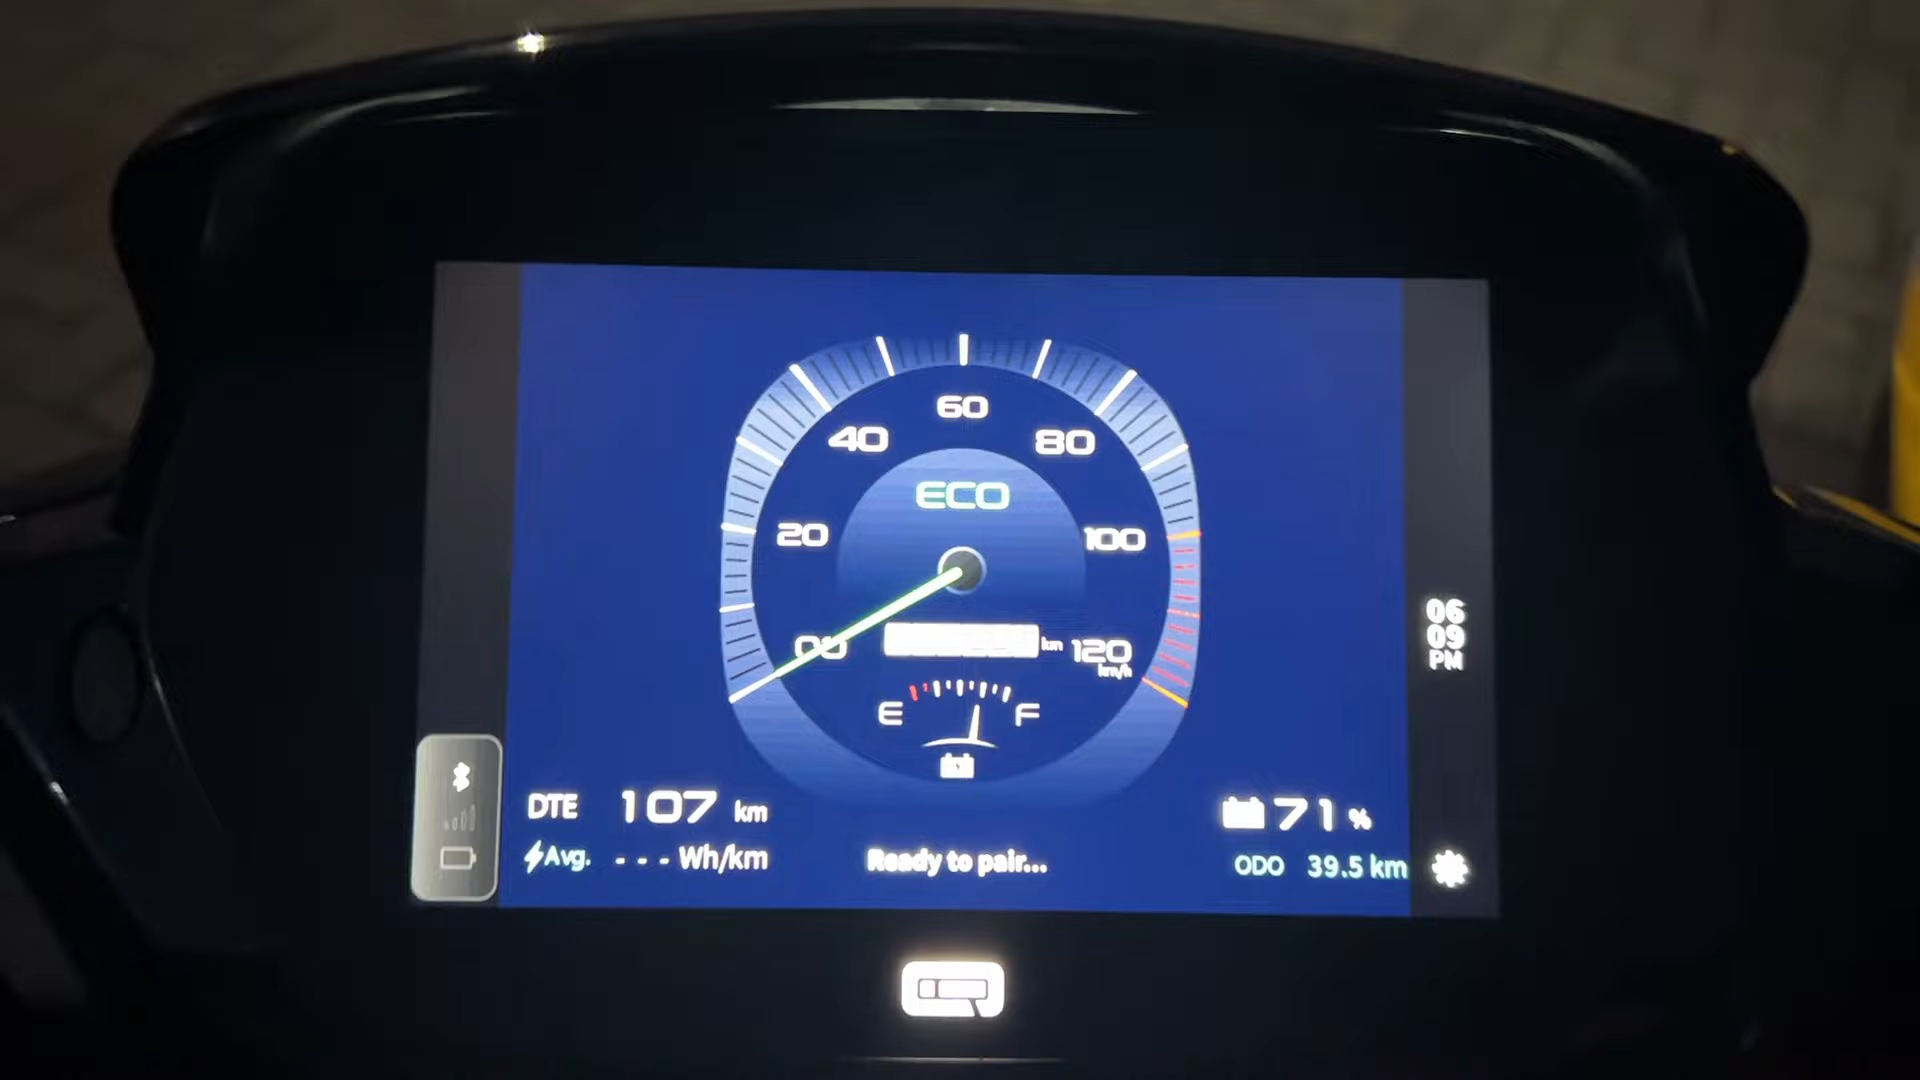 60
40
80
ECO
20
100
00
km
120
km/h
E
F
06
09
PM
DTE 107 km
71 %
Avg. - - - Wh/km
Ready to pair...
ODO 39.5 km